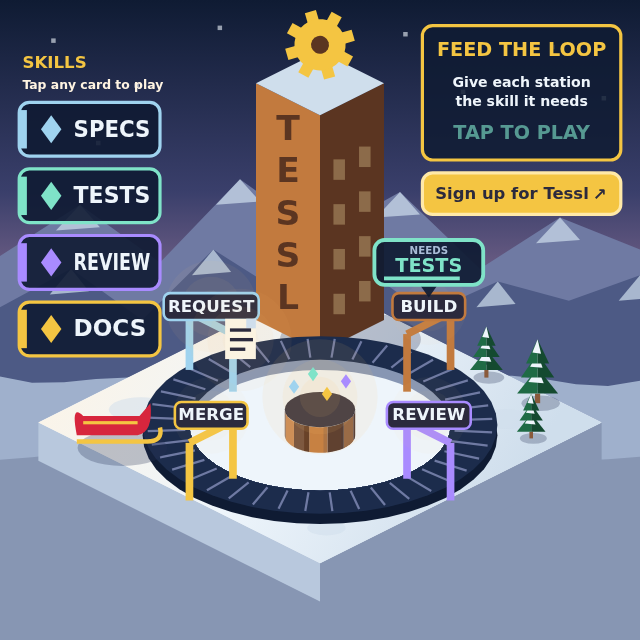 SKILLS
Tap any card to play
SPECS
TESTS
REVIEW
DOCS
TESSL
FEED THE LOOP
Give each station
the skill it needs
TAP TO PLAY
Sign up for Tessl ↗
NEEDS
TESTS
REQUEST
BUILD
MERGE
REVIEW